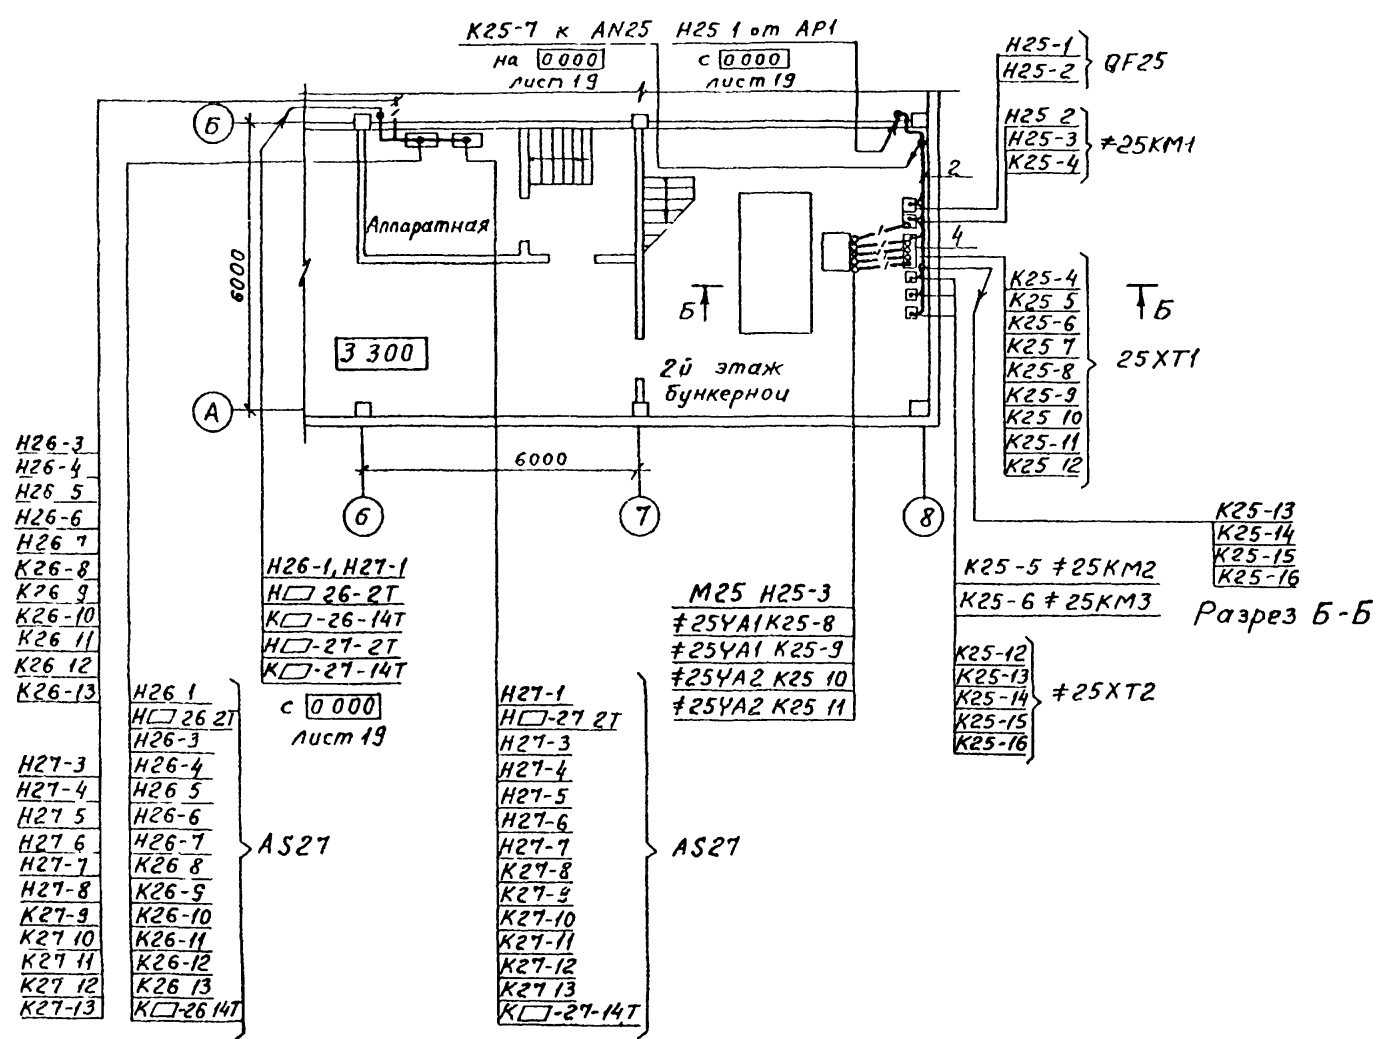 К25-7 к AN25
на 0 000
лист 19
Н25 1 от АР1
с 0 000
лист 19
Н25-1
Н25-2
QF25
Н25 2
Н25-3
К25-4
≠25КМ1
Б
6000
Аппаратная
2
4
Б
Б
3 300
2й этаж
бункерной
А
6000
6
7
8
К25-4
К25 5
К25-6
К25 7
К25-8
К25-9
К25 10
К25-11
К25 12
25ХТ1
К25-13
К25-14
К25-15
К25-16
Разрез Б-Б
К25-5 ≠25КМ2
К25-6 ≠25КМ3
К25-12
К25-13
К25-14
К25-15
К25-16
≠25ХТ2
М25 Н25-3
≠25YA1 К25-8
≠25YA1 К25-9
≠25YA2 К25 10
≠25YA2 К25 11
Н26-1, Н27-1
Н▭ 26-2Т
К▭-26-14Т
Н▭-27-2Т
К▭-27-14Т
с 0 000
лист 19
Н26-3
Н26-4
Н26 5
Н26-6
Н26 7
К26-8
К26 9
К26-10
К26 11
К26 12
К26-13
Н27-3
Н27-4
Н27 5
Н27 6
Н27-7
Н27-8
К27-9
К27 10
К27 11
К27 12
К27-13
Н26 1
Н▭ 26 2Т
Н26-3
Н26-4
Н26 5
Н26-6
Н26-7
К26 8
К26-9
К26-10
К26-11
К26-12
К26 13
К▭-26 14Т
AS27
Н27-1
Н▭-27 2Т
Н27-3
Н27-4
Н27-5
Н27-6
Н27-7
К27-8
К27-9
К27-10
К27-11
К27-12
К27 13
К▭-27-14Т
AS27